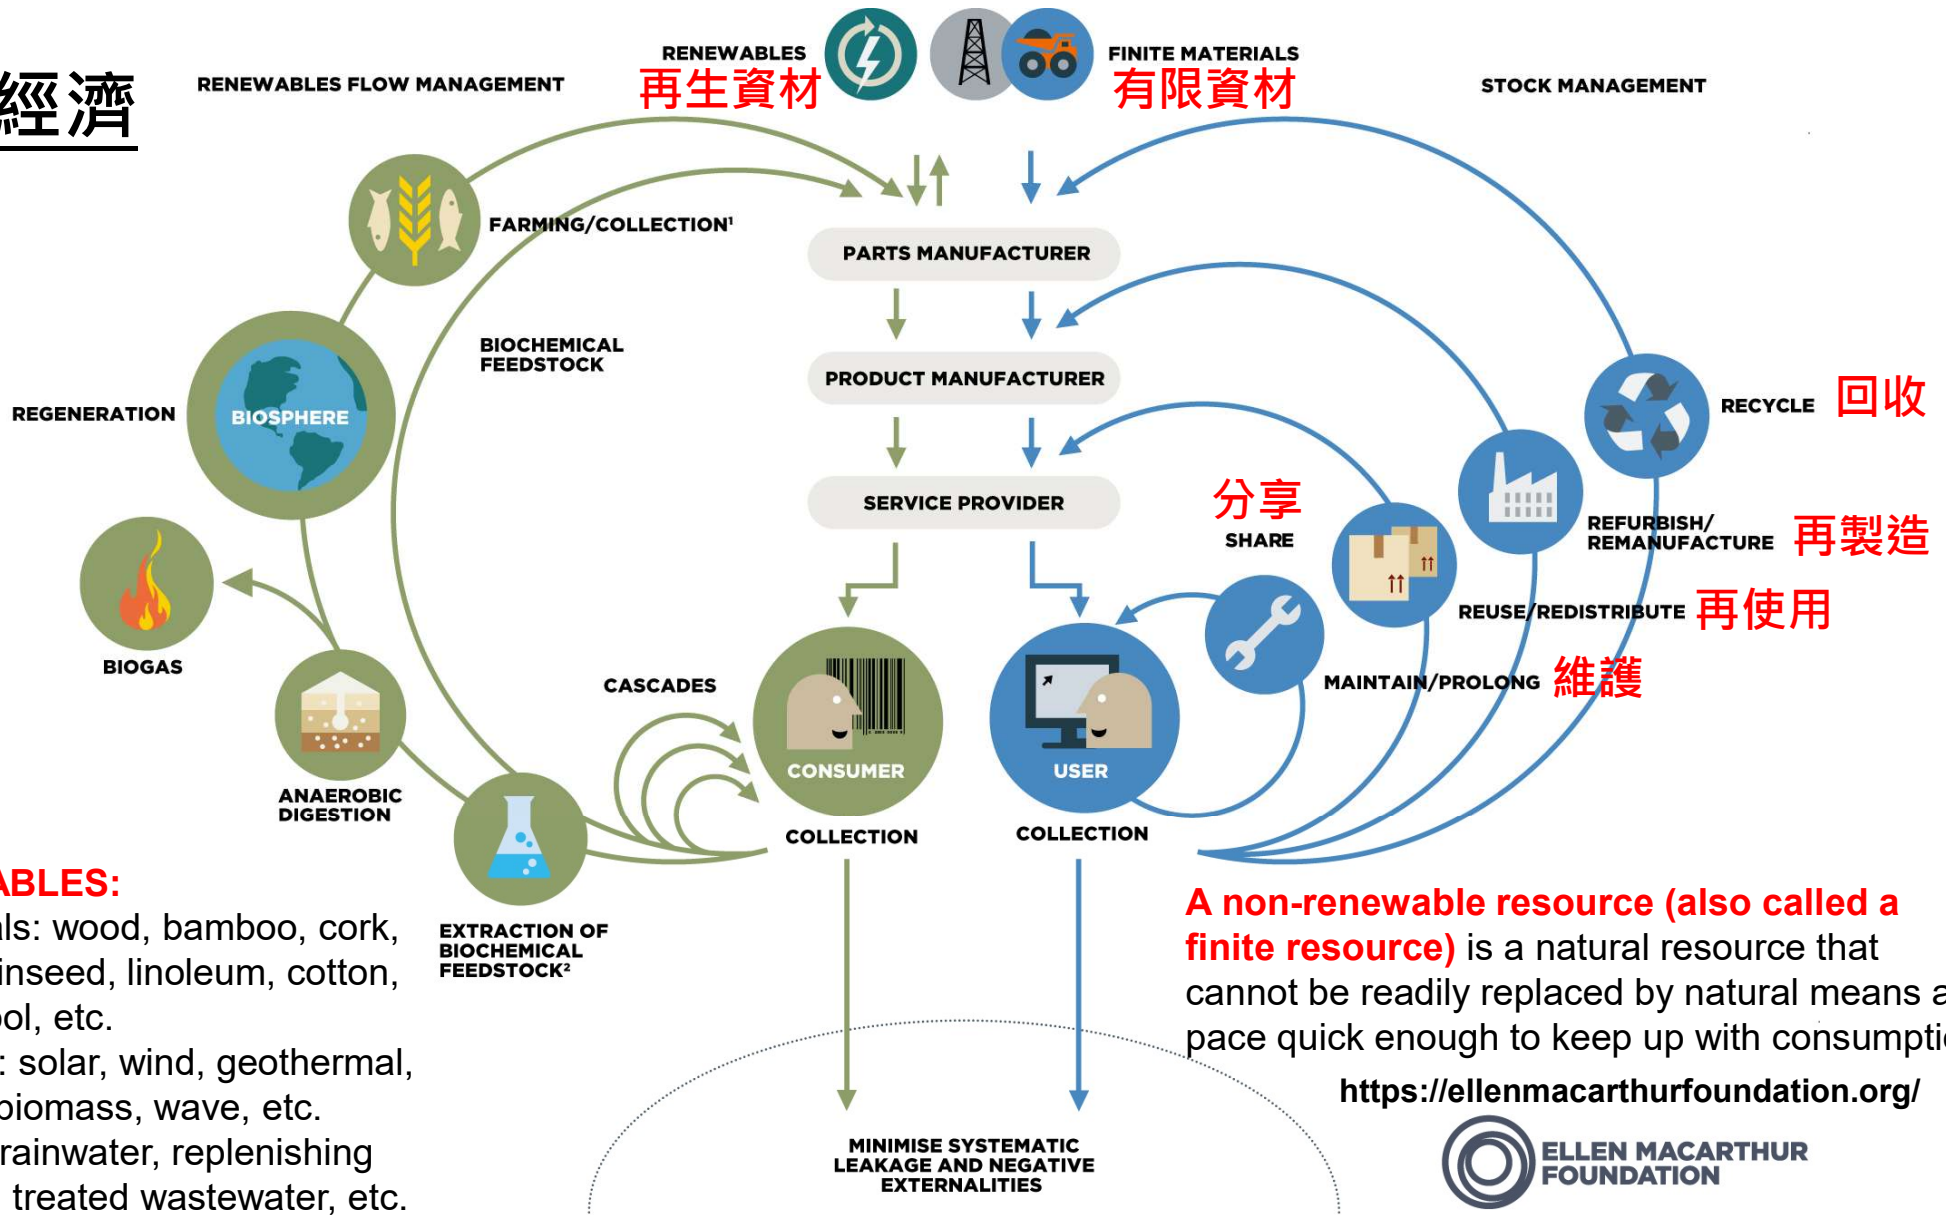 經濟
RENEWABLES FLOW MANAGEMENT
RENEWABLES
再生資材
FINITE MATERIALS
有限資材
STOCK MANAGEMENT
FARMING/COLLECTION¹
PARTS MANUFACTURER
BIOCHEMICAL
FEEDSTOCK
PRODUCT MANUFACTURER
REGENERATION
BIOSPHERE
RECYCLE 回收
SERVICE PROVIDER
分享
SHARE
REFURBISH/
REMANUFACTURE 再製造
REUSE/REDISTRIBUTE 再使用
BIOGAS
MAINTAIN/PROLONG 維護
CASCADES
CONSUMER
USER
ANAEROBIC
DIGESTION
COLLECTION
COLLECTION
EXTRACTION OF
BIOCHEMICAL
FEEDSTOCK²
ABLES:
als: wood, bamboo, cork,
inseed, linoleum, cotton,
ool, etc.
: solar, wind, geothermal,
biomass, wave, etc.
rainwater, replenishing
treated wastewater, etc.
A non-renewable resource (also called a
finite resource) is a natural resource that
cannot be readily replaced by natural means a
pace quick enough to keep up with consumpti
https://ellenmacarthurfoundation.org/
MINIMISE SYSTEMATIC
LEAKAGE AND NEGATIVE
EXTERNALITIES
ELLEN MACARTHUR
FOUNDATION